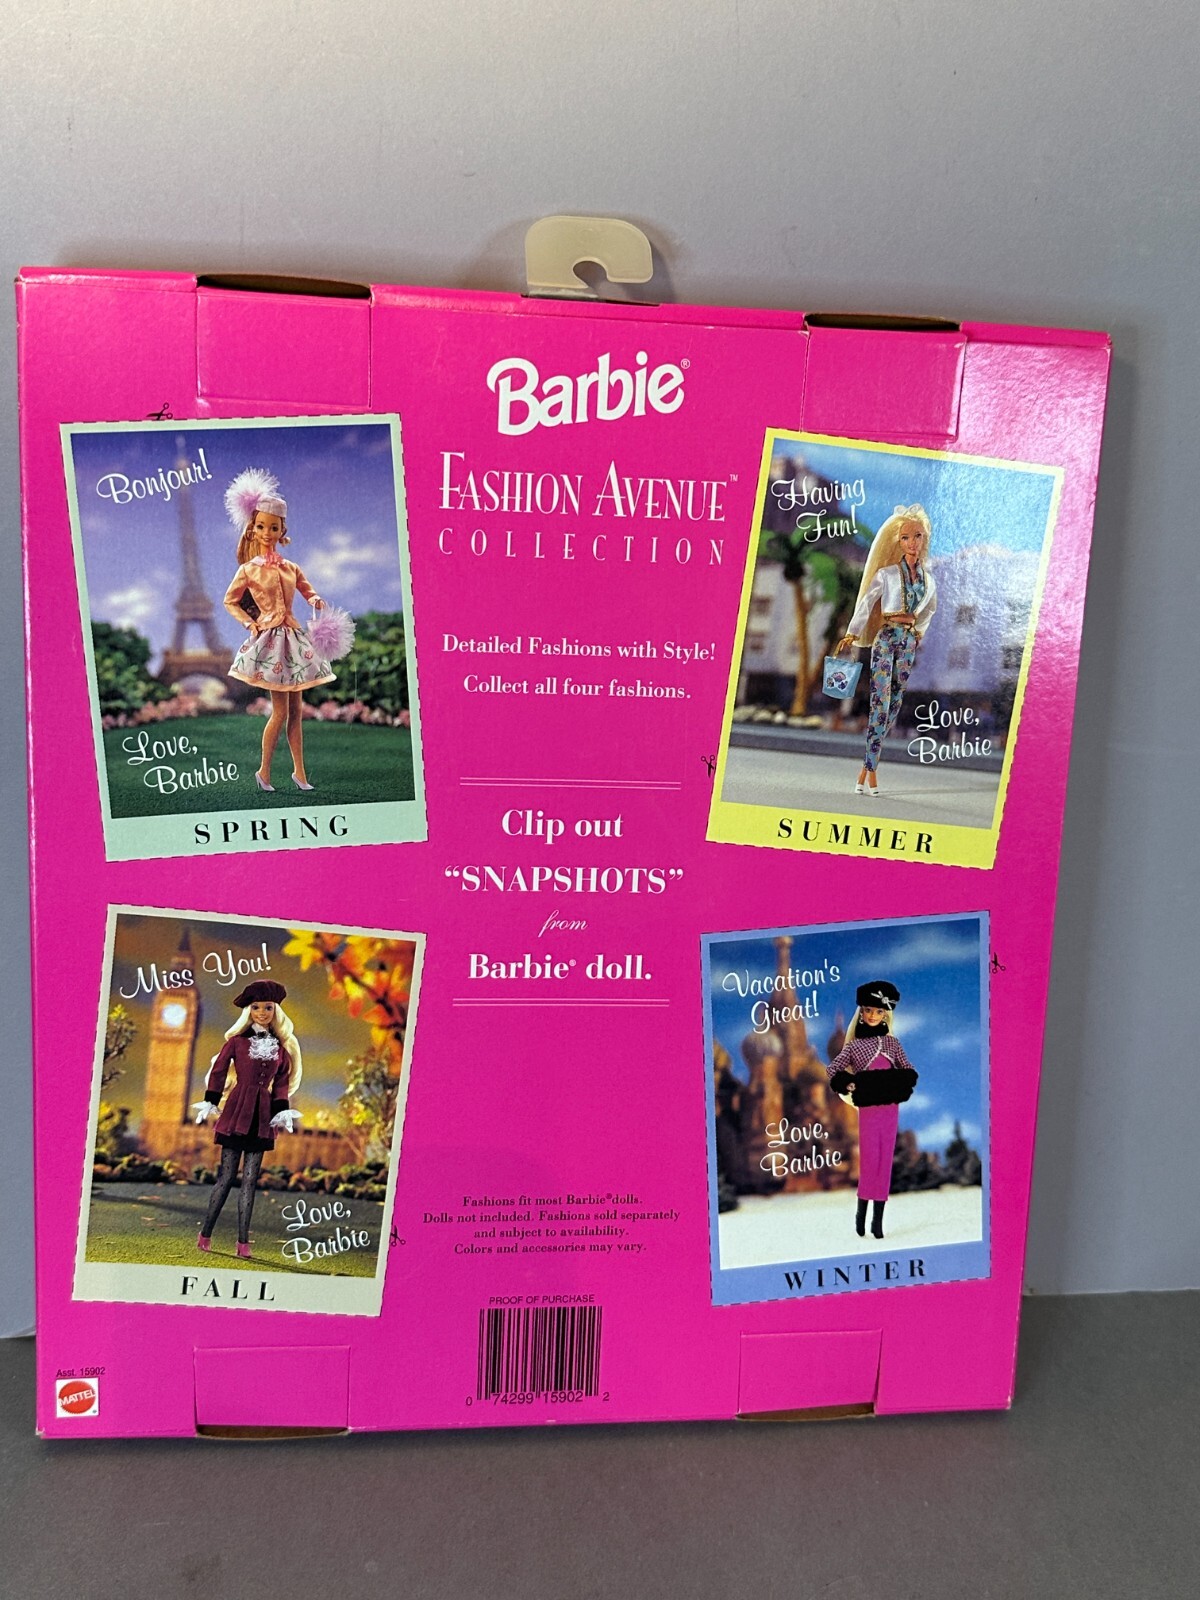 Barbie®
FASHION AVENUE™
COLLECTION
Detailed Fashions with Style!
Collect all four fashions.
Bonjour!
Love,
Barbie
SPRING
Having
Fun!
Love,
Barbie
SUMMER
Clip out
“SNAPSHOTS”
from
Barbie® doll.
Miss You!
Love,
Barbie
FALL
Vacation's
Great!
Love,
Barbie
WINTER
Fashions fit most Barbie® dolls.
Dolls not included. Fashions sold separately
and subject to availability.
Colors and accessories may vary.
PROOF OF PURCHASE
0 74299 15902 2
Asst. 15902
MATTEL